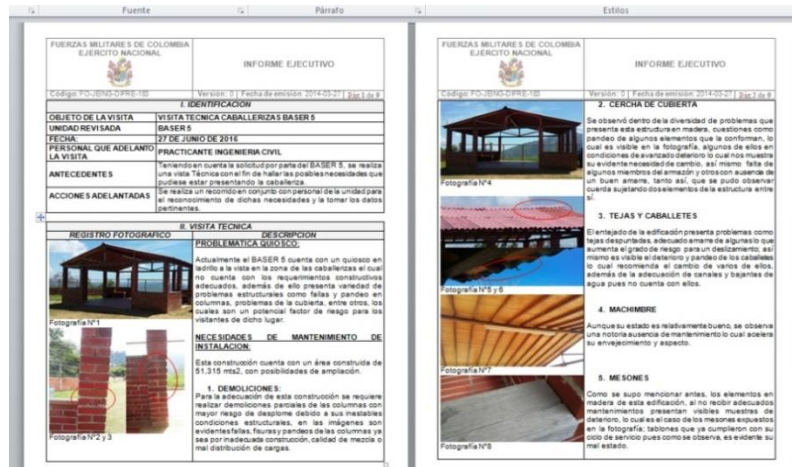 Fuente
Párrafo
Estilos
FUERZAS MILITARES DE COLOMBIA
EJERCITO NACIONAL
INFORME EJECUTIVO
Código: FO-JEING-DIPRE-183
Versión: 0 | Fecha de emisión: 2014-03-27 | Pág 1 de 9
I. IDENTIFICACION
OBJETO DE LA VISITA
VISITA TECNICA CABALLERIZAS BASER 5
UNIDAD REVISADA
BASER 5
FECHA:
27 DE JUNIO DE 2016
PERSONAL QUE ADELANTO
LA VISITA
PRACTICANTE INGENIERIA CIVIL
ANTECEDENTES
Teniendo en cuenta la solicitud por parte del BASER 5, se realiza
una vista Técnica con el fin de hallar las posibles necesidades que
pudiese estar presentando la caballeriza.
ACCIONES ADELANTADAS
Se realiza un recorrido en conjunto con personal de la unidad para
el reconocimiento de dichas necesidades y la tomar los datos
pertinentes.
II. VISITA TECNICA
REGISTRO FOTOGRAFICO
DESCRIPCION
PROBLEMATICA QUIOSCO:
Actualmente el BASER 5 cuenta con un quiosco en
ladrillo a la vista en la zona de las caballerizas el cual
no cuenta con los requerimientos constructivos
adecuados, además de ello presenta variedad de
problemas estructurales como fallas y pandeo en
columnas, problemas de la cubierta, entre otros, los
cuales son un potencial factor de riesgo para los
visitantes de dicho lugar.
Fotografía N°1
NECESIDADES DE MANTENIMIENTO DE
INSTALACION:
Esta construcción cuenta con un área construida de
51,315 mts2, con posibilidades de ampliación.
1. DEMOLICIONES:
Para la adecuación de esta construcción se requiere
realizar demoliciones parciales de las columnas con
mayor riesgo de desplome debido a sus inestables
condiciones estructurales, en las imágenes son
evidentes fallas, fisuras y pandeos de las columnas ya
sea por inadecuada construcción, calidad de mezcla o
mal distribución de cargas.
Fotografía N°2 y 3
FUERZAS MILITARES DE COLOMBIA
EJERCITO NACIONAL
INFORME EJECUTIVO
Código: FO-JEING-DIPRE-183
Versión: 0 | Fecha de emisión: 2014-03-27 | Pág 2 de 9
2. CERCHA DE CUBIERTA
Se observó dentro de la diversidad de problemas que
presenta esta estructura en madera, cuestiones como
pandeo de algunos elementos que la conforman, lo
cual es visible en la fotografía, algunos de ellos en
condiciones de avanzado deterioro lo cual nos muestra
su evidente necesidad de cambio, así mismo falta de
algunos miembros del armazón y otros con ausencia de
un buen amarre, tanto así, que se pudo observar
cuerda sujetando dos elementos de la estructura entre
sí.
Fotografía N°4
3. TEJAS Y CABALLETES
El entejado de la edificación presenta problemas como
tejas despuntadas, adecuado amarre de algunas lo que
aumenta el grado de riesgo para un deslizamiento; así
mismo es visible el deterioro y pandeo de los caballetes
lo cual recomienda el cambio de varios de ellos,
además de la adecuación de canales y bajantes de
agua pues no cuenta con ellos.
Fotografía N°5 y 6
4. MACHIMBRE
Aunque su estado es relativamente bueno, se observa
una notoria ausencia de mantenimiento lo cual acelera
su envejecimiento y aspecto.
Fotografía N°7
5. MESONES
Como se supo mencionar antes, los elementos en
madera de esta edificación, al no recibir adecuados
mantenimientos presentan visibles muestras de
deterioro, lo cual es el caso de los mesones expuestos
en la fotografía; tablones que ya cumplieron con su
ciclo de servicio pues como se observa, es evidente su
mal estado.
Fotografía N°8